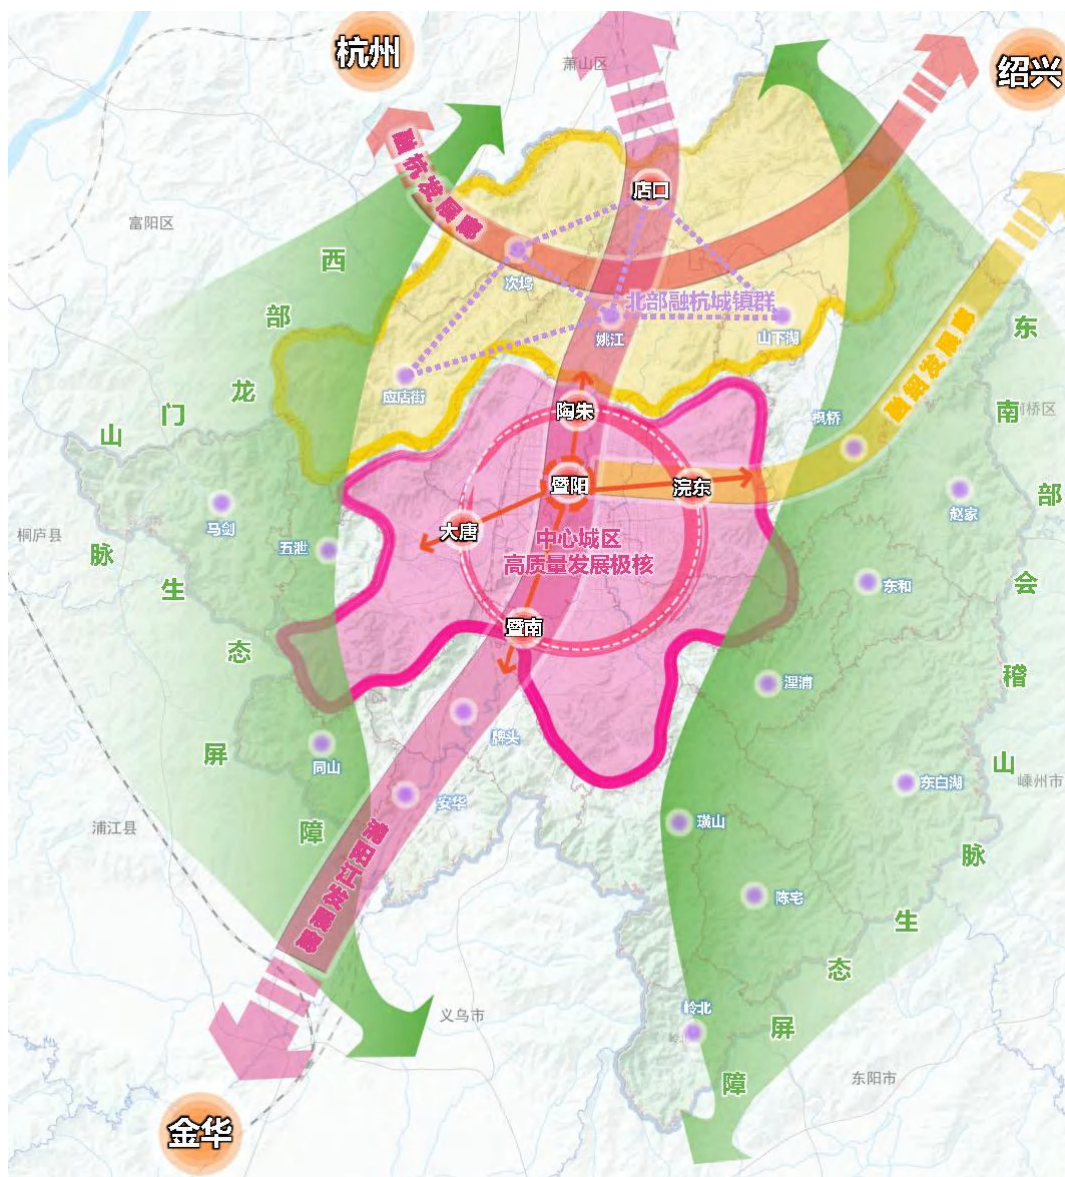 杭州
绍兴
萧山区
融杭发展廊
店口
富阳区
西部龙门山脉生态屏障
次坞
北部融杭城镇群
姚江
山下湖
融绍发展廊
东南部会稽山脉生态屏障
应店街
陶朱
枫桥
柯桥区
暨阳
浣东
赵家
马剑
大唐
中心城区
高质量发展极核
桐庐县
五泄
东和
暨南
浬浦
牌头
同山
安华
东白湖
嵊州市
浦江县
璜山
浦阳江发展廊
陈宅
岭北
义乌市
东阳市
金华